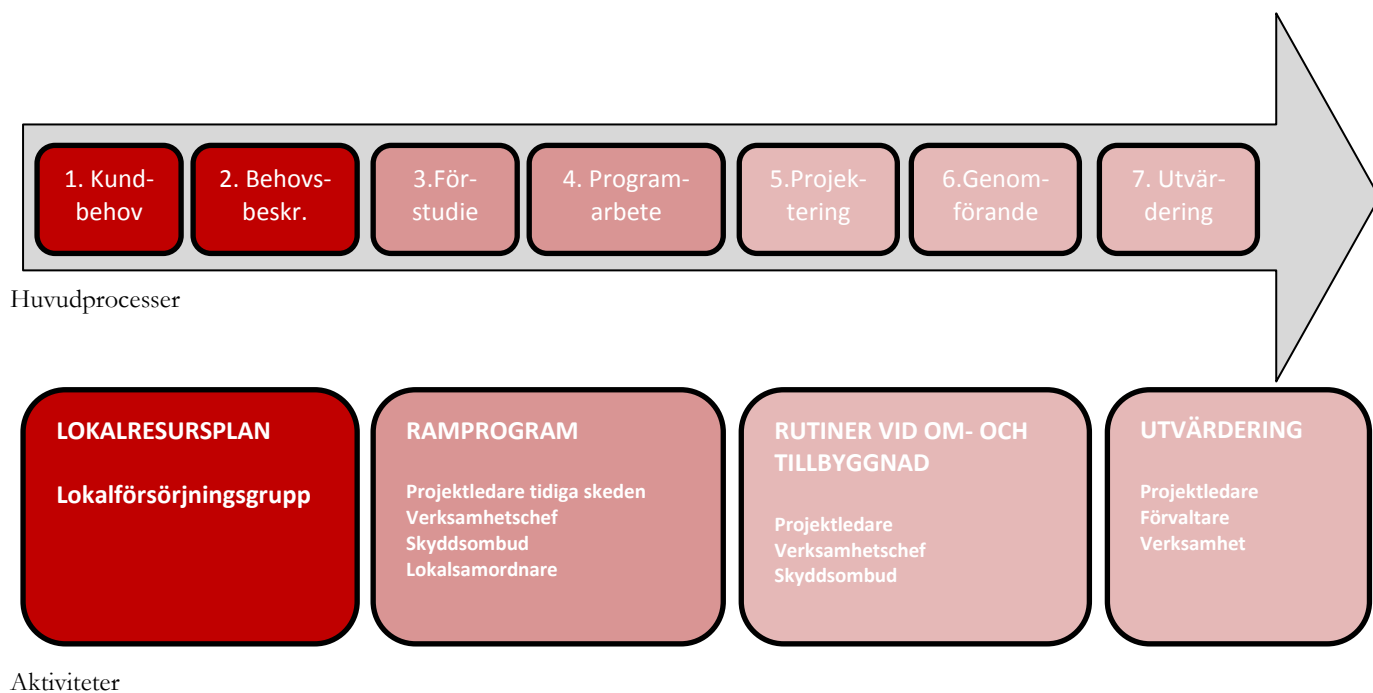 1. Kund-
behov
2. Behovs-
beskr.
3.För-
studie
4. Program-
arbete
5.Projek-
tering
6.Genom-
förande
7. Utvär-
dering
Huvudprocesser
LOKALRESURSPLAN
Lokalförsörjningsgrupp
RAMPROGRAM
Projektledare tidiga skeden
Verksamhetschef
Skyddsombud
Lokalsamordnare
RUTINER VID OM- OCH
TILLBYGGNAD
Projektledare
Verksamhetschef
Skyddsombud
UTVÄRDERING
Projektledare
Förvaltare
Verksamhet
Aktiviteter